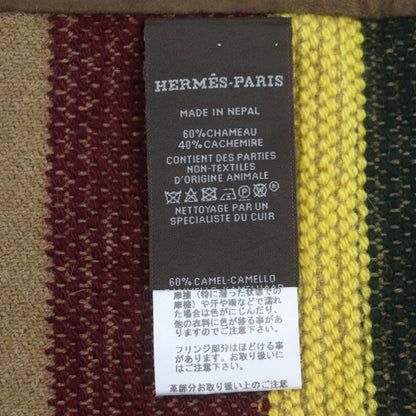 HERMÈS-PARIS
MADE IN NEPAL
60%CHAMEAU
40%CACHEMIRE
CONTIENT DES PARTIES
NON-TEXTILES
D'ORIGINE ANIMALE
NETTOYAGE PAR UN
SPECIALISTE DU CUIR
60% CAMEL-CAMELLO
摩擦（特に湿った状態での
摩擦）や汗や雨などで濡れ
た場合は色がにじんだり、
他の衣料に色が移る事があり
ますのでご注意下さい。
フリンジ部分はほどける事
があります。お取り扱いに
はご注意下さい。
革部分お取り扱い上のご注意